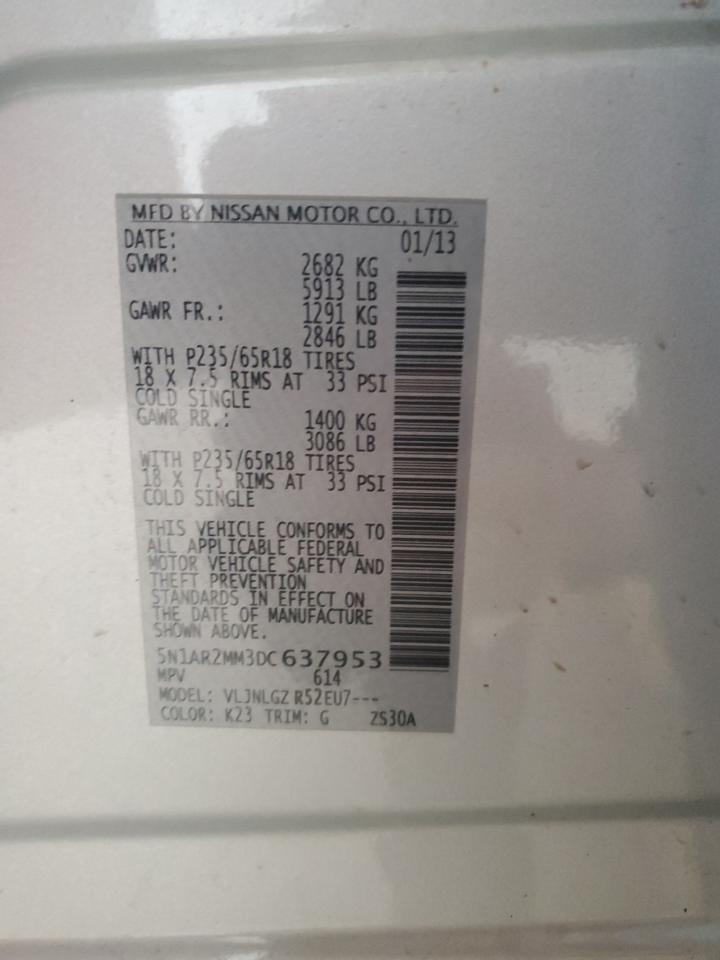 MFD BY NISSAN MOTOR CO., LTD.
DATE: 01/13
GVWR: 2682 KG
5913 LB
GAWR FR.: 1291 KG
2846 LB
WITH P235/65R18 TIRES
18 X 7.5 RIMS AT 33 PSI
COLD SINGLE
GAWR RR.: 1400 KG
3086 LB
WITH P235/65R18 TIRES
18 X 7.5 RIMS AT 33 PSI
COLD SINGLE
THIS VEHICLE CONFORMS TO
ALL APPLICABLE FEDERAL
MOTOR VEHICLE SAFETY AND
THEFT PREVENTION
STANDARDS IN EFFECT ON
THE DATE OF MANUFACTURE
SHOWN ABOVE.
5N1AR2MM3DC637953
MPV 614
MODEL: VLJNLGZ R52EU7---
COLOR: K23 TRIM: G ZS30A